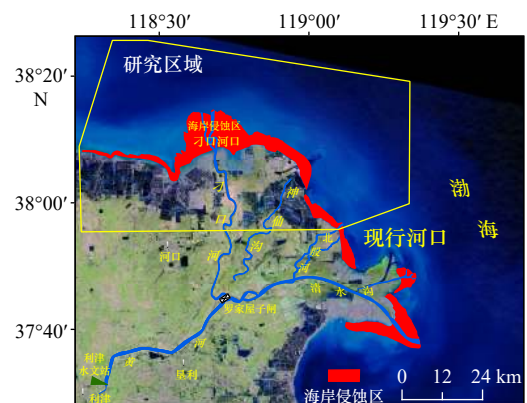 118°30′ 119°00′ 119°30′
38°20′
N
38°00′
37°40′
研究区域
海岸侵蚀区
刁口河口
刁口河
神仙沟
北股河
渤海
现行河口
清水沟
河口
罗家屋子闸
黄河
利津
水文站
垦利
利津
海岸侵蚀区
0 12 24 km